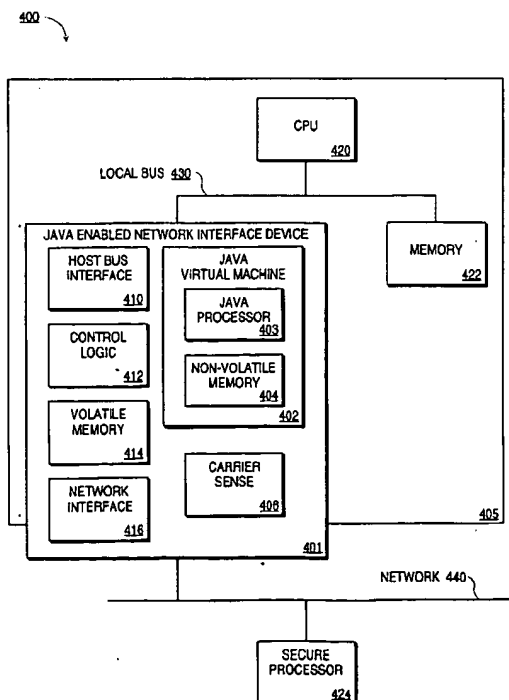 400
CPU
420
LOCAL BUS 430
JAVA ENABLED NETWORK INTERFACE DEVICE
HOST BUS
INTERFACE
410
JAVA
VIRTUAL MACHINE
JAVA
PROCESSOR
403
MEMORY
422
CONTROL
LOGIC
412
NON-VOLATILE
MEMORY
404
402
VOLATILE
MEMORY
414
CARRIER
SENSE
406
NETWORK
INTERFACE
416
405
401
NETWORK 440
SECURE
PROCESSOR
424